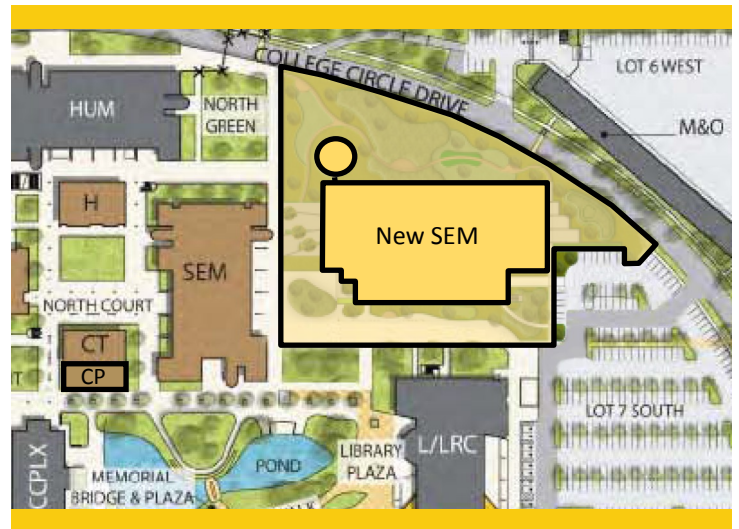 COLLEGE CIRCLE DRIVE
LOT 6 WEST
HUM
NORTH
GREEN
M&O
H
New SEM
SEM
NORTH COURT
CT
CP
LOT 7 SOUTH
L/LRC
LIBRARY
PLAZA
POND
MEMORIAL
BRIDGE & PLAZA
CCPLX